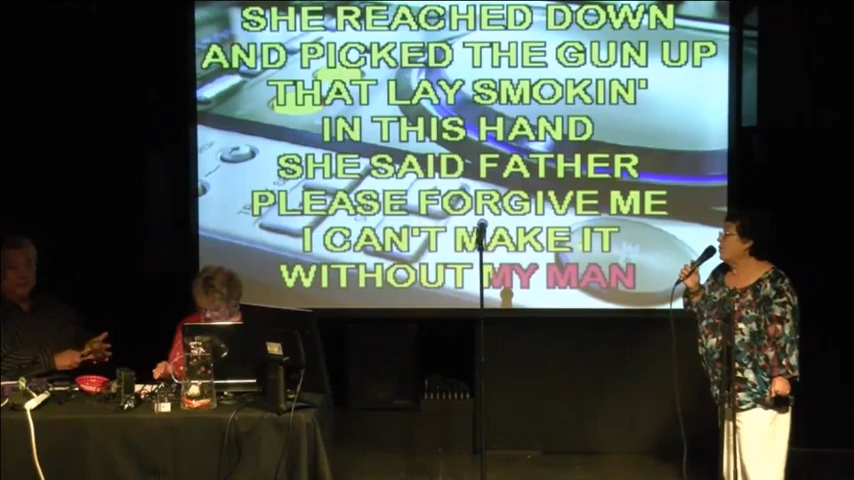 SHE REACHED DOWN
AND PICKED THE GUN UP
THAT LAY SMOKIN'
IN THIS HAND
SHE SAID FATHER
PLEASE FORGIVE ME
I CAN'T MAKE IT
WITHOUT MY MAN